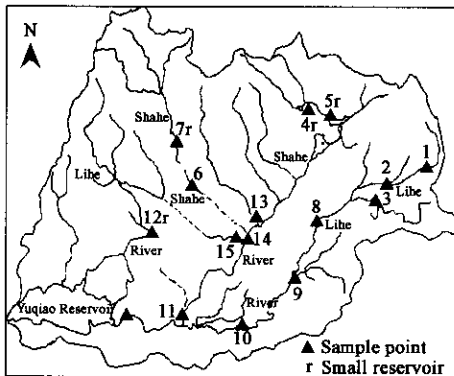 N
Shahe
4r
5r
7r
Shahe
1
Lihe
6
Shahe
2
Lihe
3
13
8
Lihe
12r
15
14
River
River
9
Yuqiao Reservoir
River
11
10
▲ Sample point
r Small reservoir